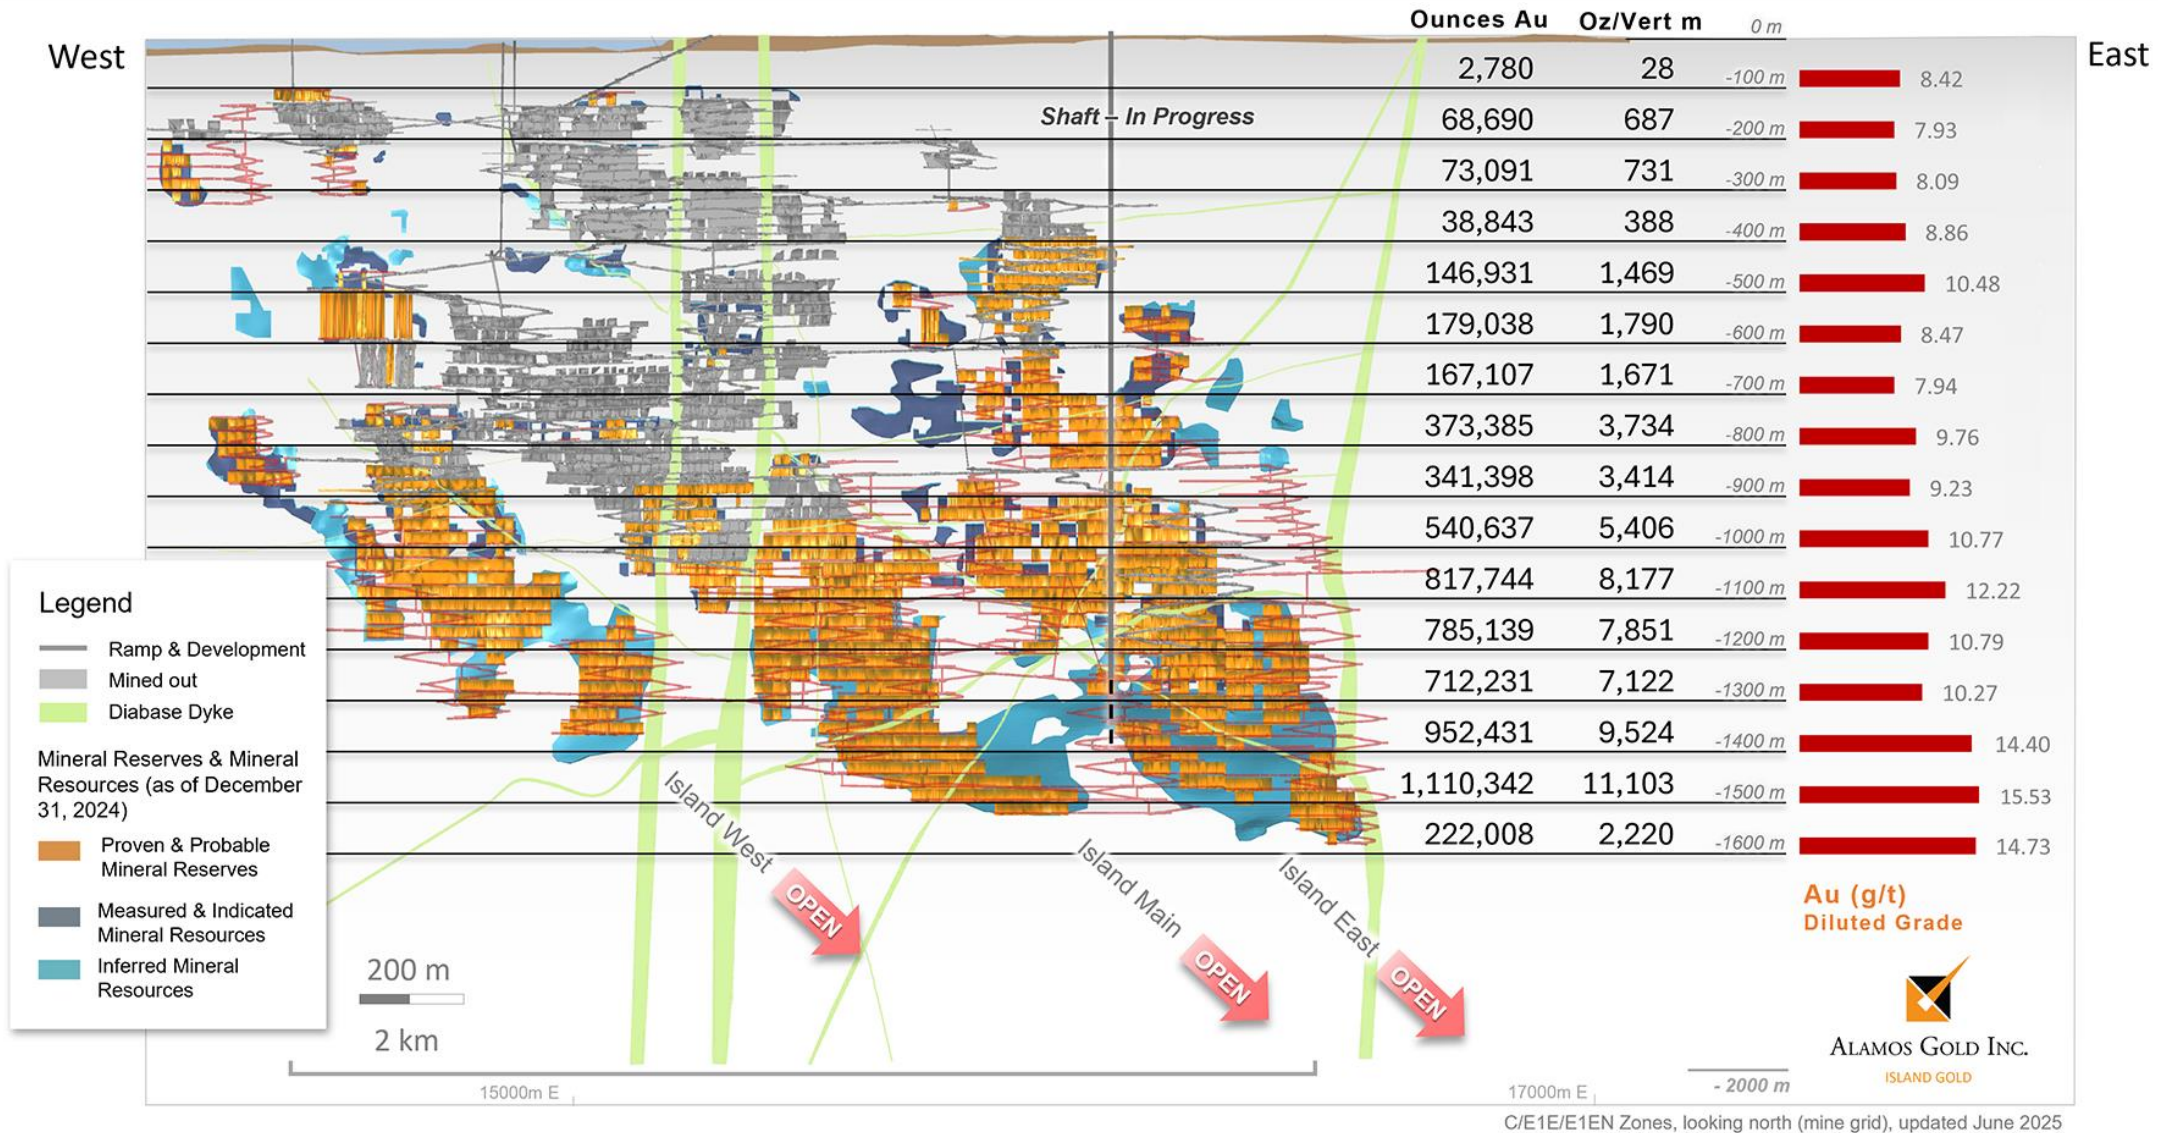 Ounces Au Oz/Vert m 0 m
West
East
2,780 28 -100 m 8.42
Shaft – In Progress
68,690 687 -200 m 7.93
73,091 731 -300 m 8.09
38,843 388 -400 m 8.86
146,931 1,469 -500 m 10.48
179,038 1,790 -600 m 8.47
167,107 1,671 -700 m 7.94
373,385 3,734 -800 m 9.76
341,398 3,414 -900 m 9.23
540,637 5,406 -1000 m 10.77
817,744 8,177 -1100 m 12.22
785,139 7,851 -1200 m 10.79
712,231 7,122 -1300 m 10.27
952,431 9,524 -1400 m 14.40
1,110,342 11,103 -1500 m 15.53
222,008 2,220 -1600 m 14.73
Au (g/t)
Diluted Grade
Legend
Ramp & Development
Mined out
Diabase Dyke
Mineral Reserves & Mineral
Resources (as of December
31, 2024)
Proven & Probable
Mineral Reserves
Measured & Indicated
Mineral Resources
Inferred Mineral
Resources
Island West
OPEN
Island Main
OPEN
Island East
OPEN
200 m
2 km
15000m E
17000m E
- 2000 m
ALAMOS GOLD INC.
ISLAND GOLD
C/E1E/E1EN Zones, looking north (mine grid), updated June 2025